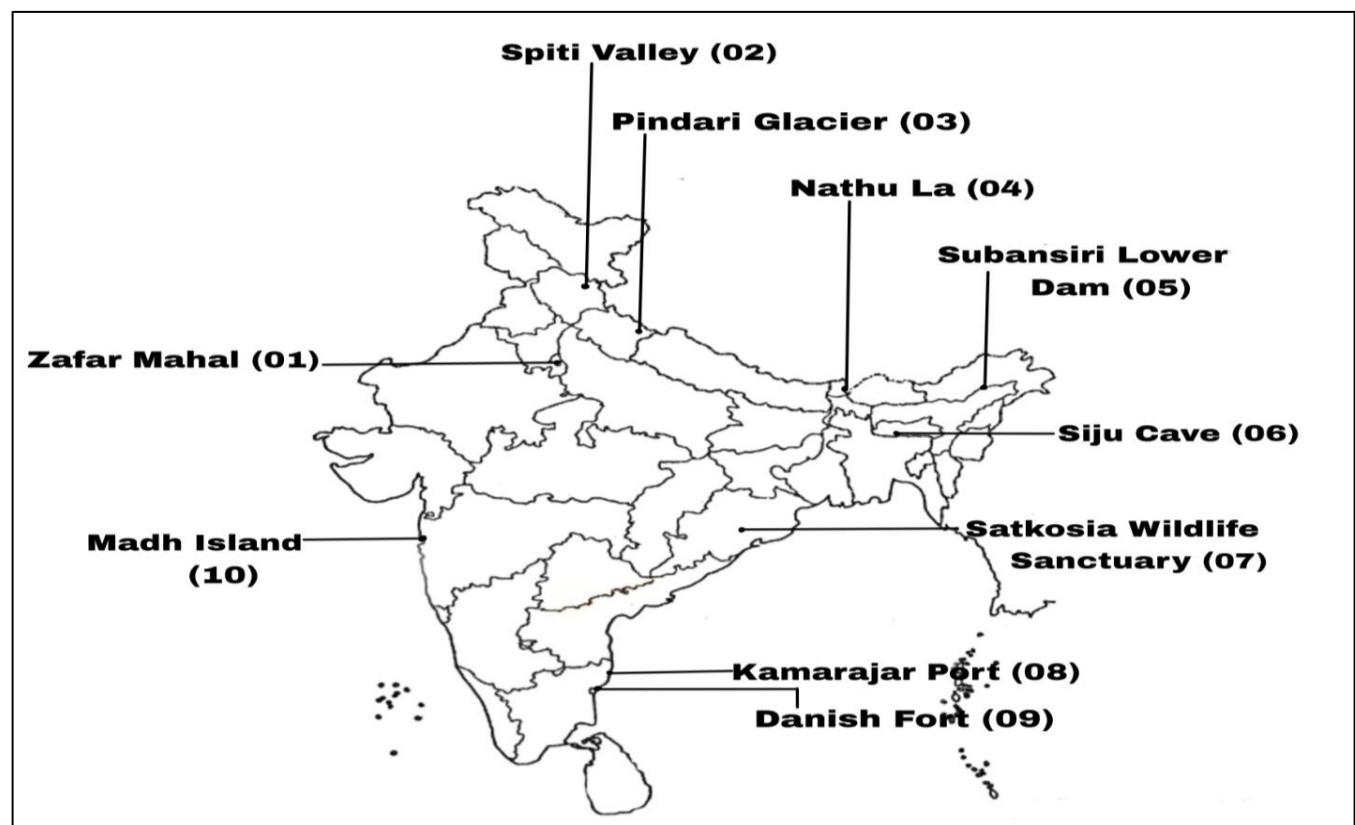 Spiti Valley (02)
Pindari Glacier (03)
Nathu La (04)
Subansiri Lower
Dam (05)
Zafar Mahal (01)
Siju Cave (06)
Satkosia Wildlife
Sanctuary (07)
Madh Island
(10)
Kamarajar Port (08)
Danish Fort (09)